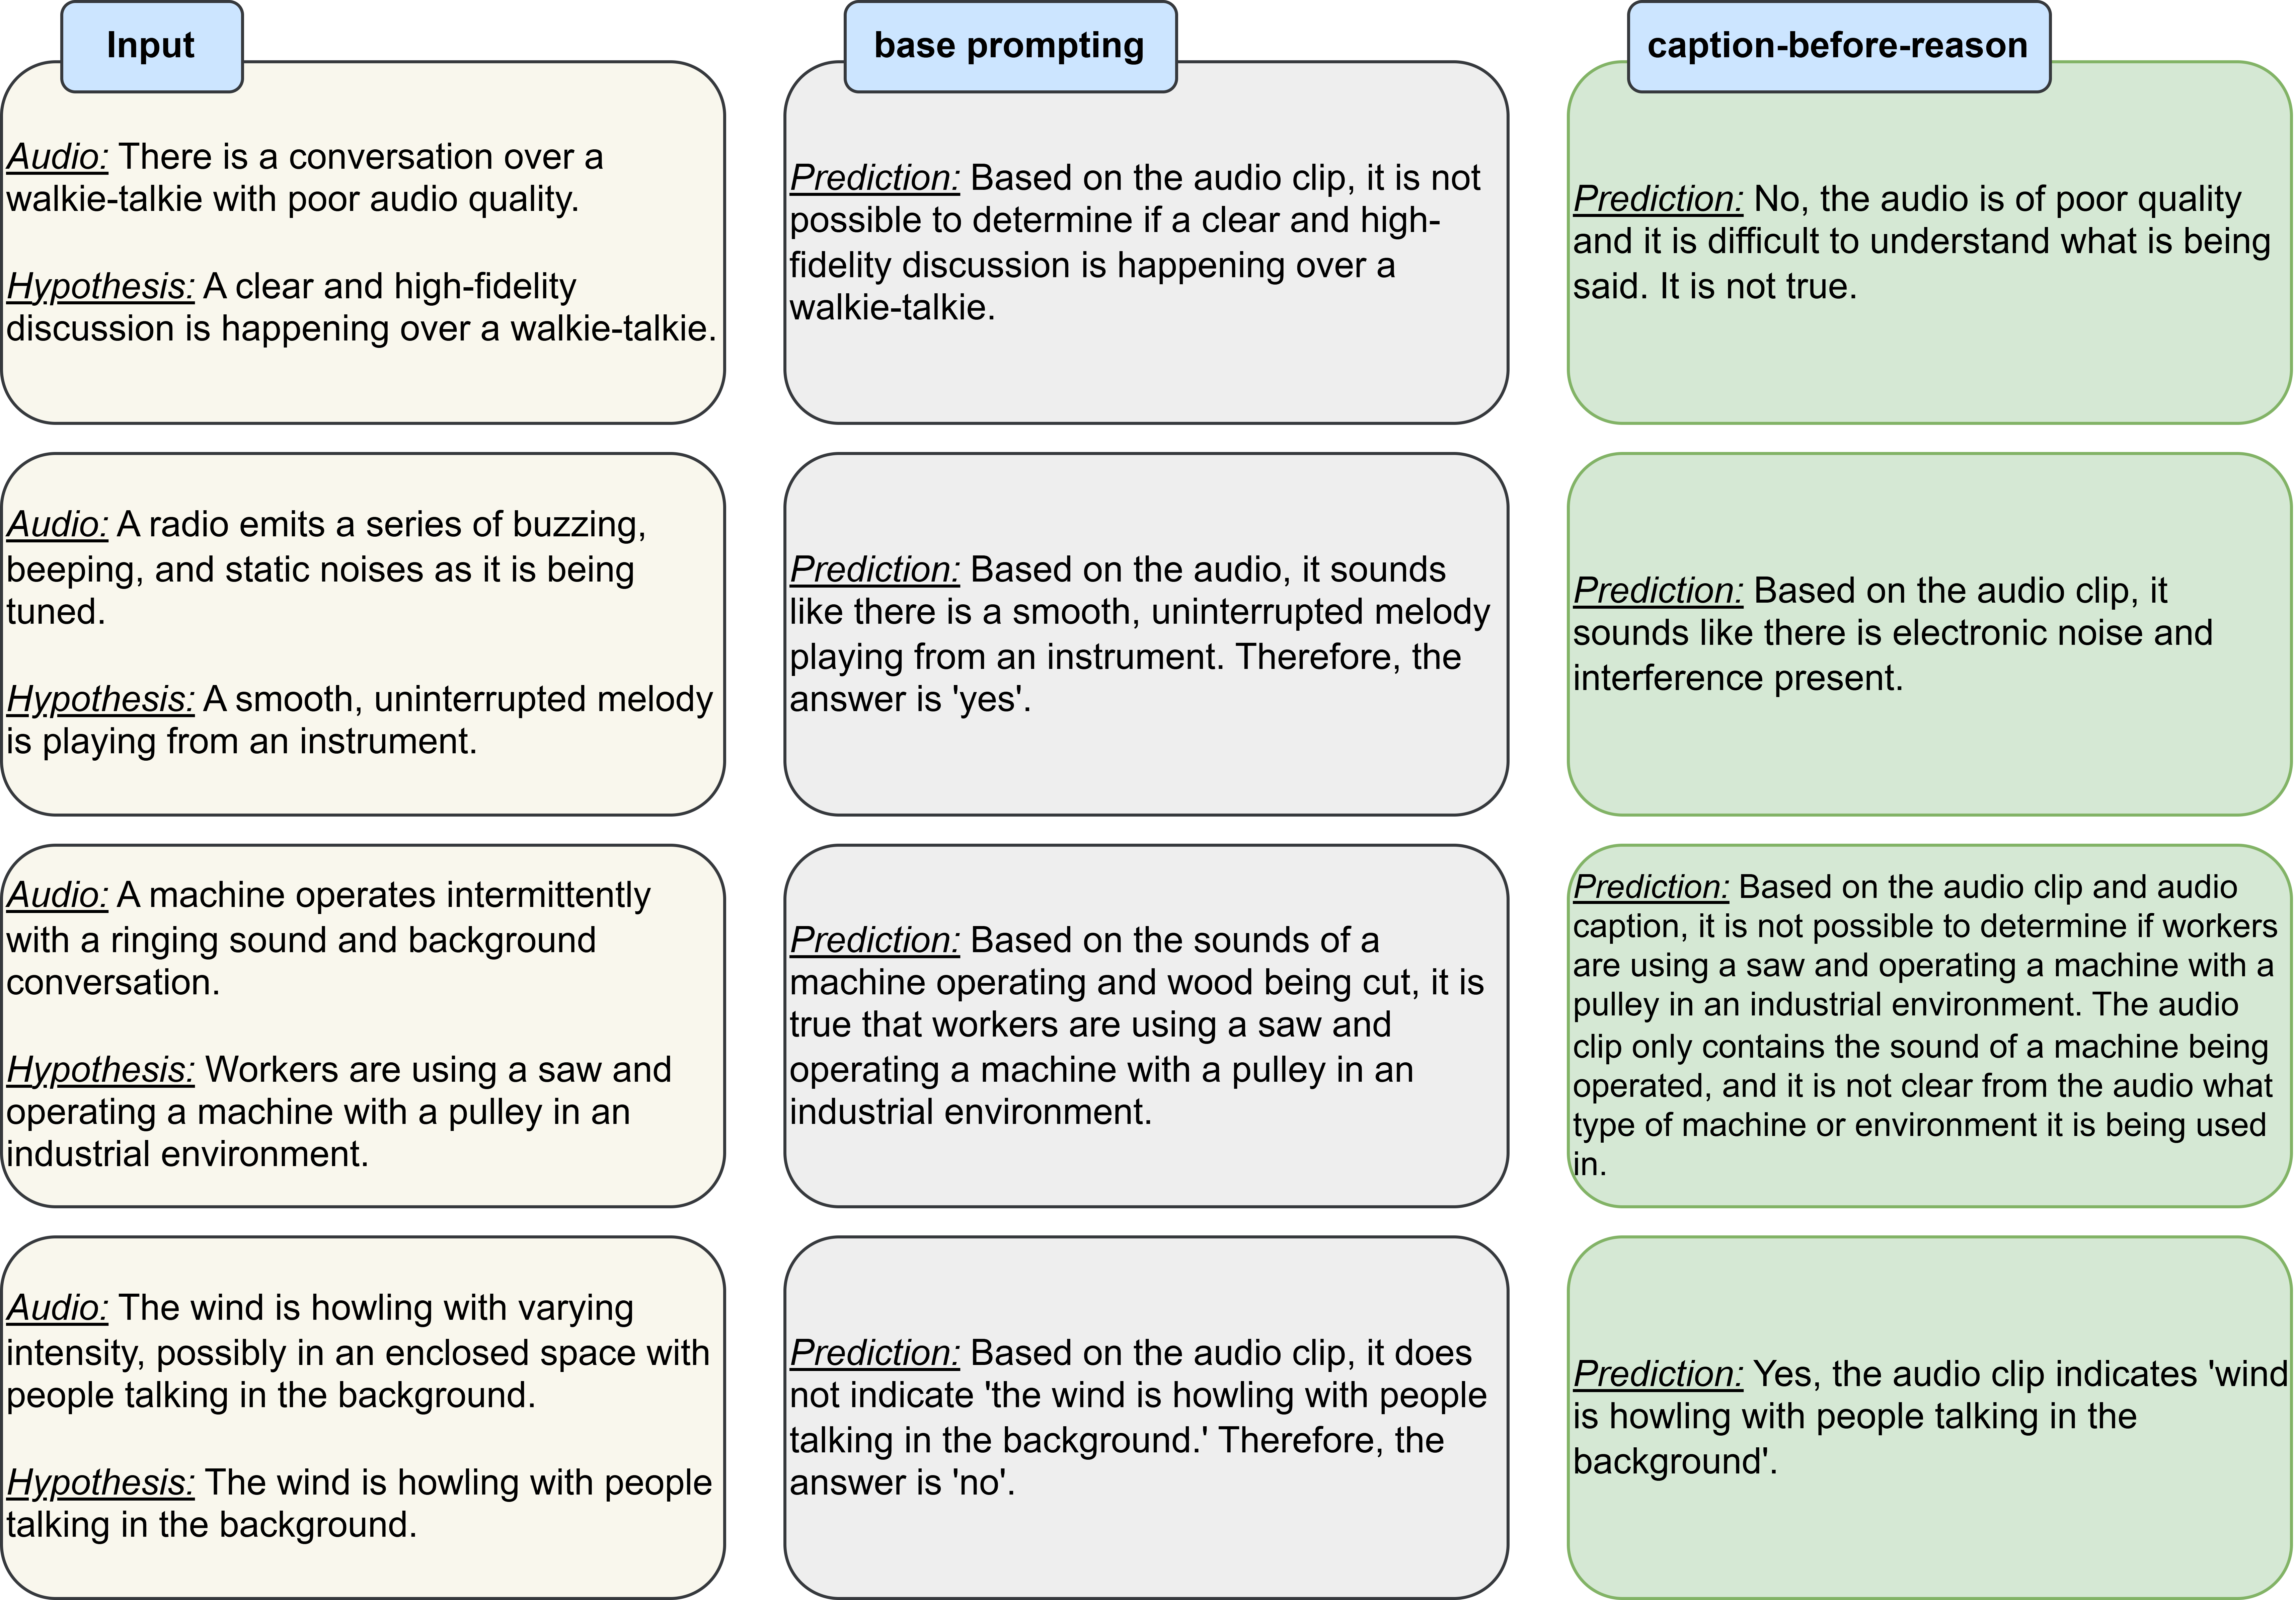 Input
base prompting
caption-before-reason
Audio: There is a conversation over a
walkie-talkie with poor audio quality.
Hypothesis: A clear and high-fidelity
discussion is happening over a walkie-talkie.
Prediction: Based on the audio clip, it is not
possible to determine if a clear and high-
fidelity discussion is happening over a
walkie-talkie.
Prediction: No, the audio is of poor quality
and it is difficult to understand what is being
said. It is not true.
Audio: A radio emits a series of buzzing,
beeping, and static noises as it is being
tuned.
Hypothesis: A smooth, uninterrupted melody
is playing from an instrument.
Prediction: Based on the audio, it sounds
like there is a smooth, uninterrupted melody
playing from an instrument. Therefore, the
answer is 'yes'.
Prediction: Based on the audio clip, it
sounds like there is electronic noise and
interference present.
Audio: A machine operates intermittently
with a ringing sound and background
conversation.
Hypothesis: Workers are using a saw and
operating a machine with a pulley in an
industrial environment.
Prediction: Based on the sounds of a
machine operating and wood being cut, it is
true that workers are using a saw and
operating a machine with a pulley in an
industrial environment.
Prediction: Based on the audio clip and audio
caption, it is not possible to determine if workers
are using a saw and operating a machine with a
pulley in an industrial environment. The audio
clip only contains the sound of a machine being
operated, and it is not clear from the audio what
type of machine or environment it is being used
in.
Audio: The wind is howling with varying
intensity, possibly in an enclosed space with
people talking in the background.
Hypothesis: The wind is howling with people
talking in the background.
Prediction: Based on the audio clip, it does
not indicate 'the wind is howling with people
talking in the background.' Therefore, the
answer is 'no'.
Prediction: Yes, the audio clip indicates 'wind
is howling with people talking in the
background'.